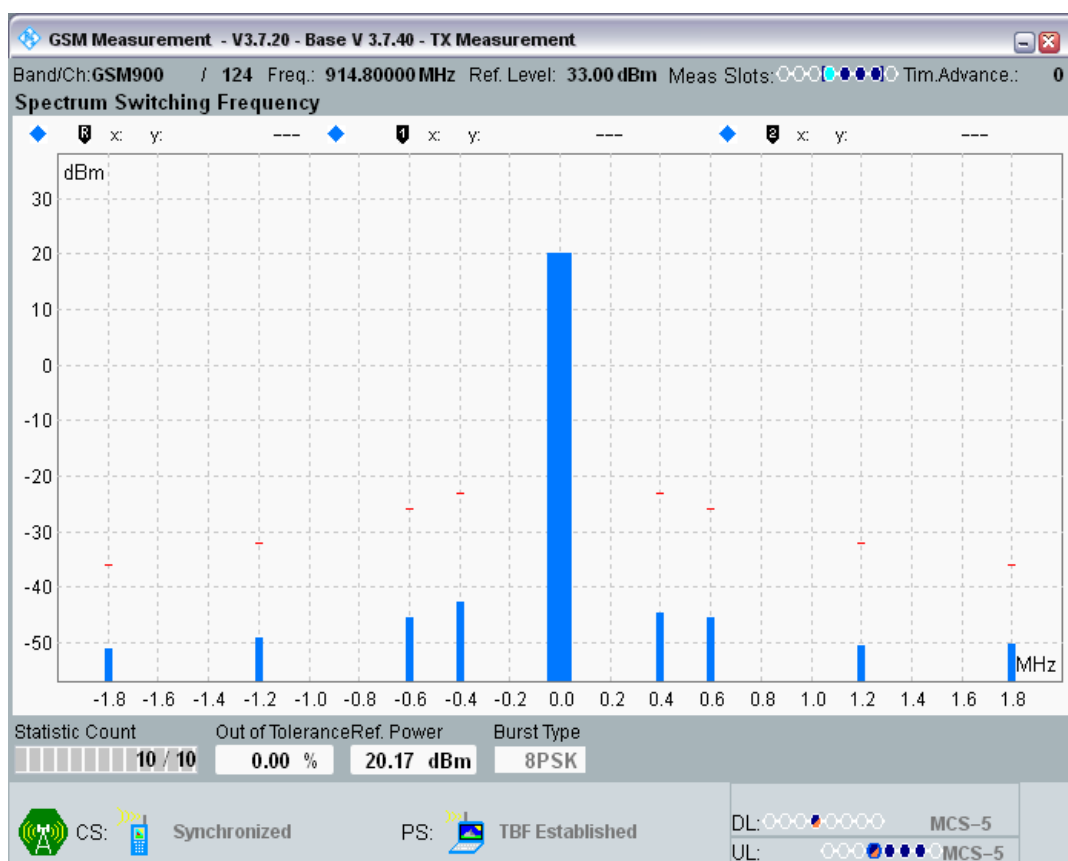 GSM Measurement - V3.7.20 - Base V 3.7.40 - TX Measurement
Band/Ch:GSM900 / 124 Freq.: 914.80000 MHz Ref. Level: 33.00 dBm Meas Slots: Tim.Advance.: 0
Spectrum Switching Frequency
R x: y: --- 1 x: y: --- 2 x: y: ---
dBm
30
20
10
0
-10
-20
-30
-40
-50
MHz
-1.8 -1.6 -1.4 -1.2 -1.0 -0.8 -0.6 -0.4 -0.2 0.0 0.2 0.4 0.6 0.8 1.0 1.2 1.4 1.6 1.8
Statistic Count Out of Tolerance Ref. Power Burst Type
10 / 10 0.00 % 20.17 dBm 8PSK
CS: Synchronized PS: TBF Established DL: MCS-5
UL: MCS-5